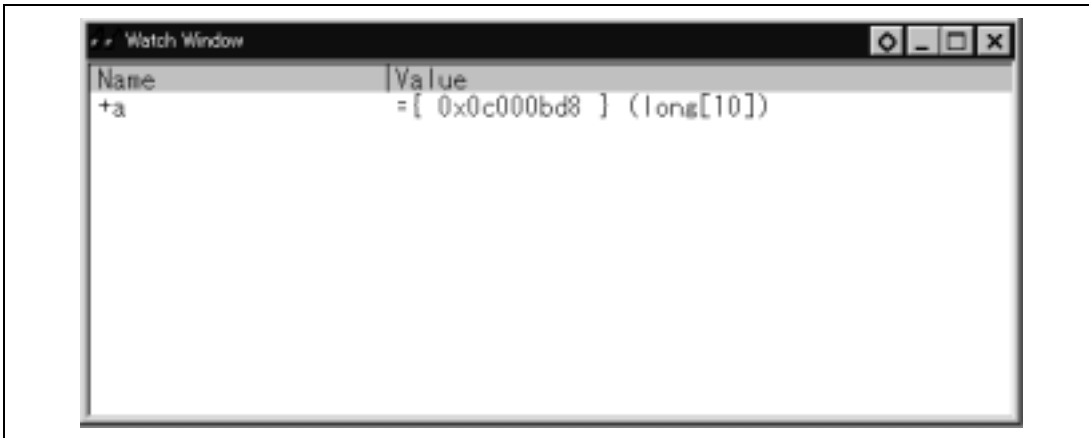 Watch Window
Name Value
+a ={ 0x0c000bd8 } (long[10])